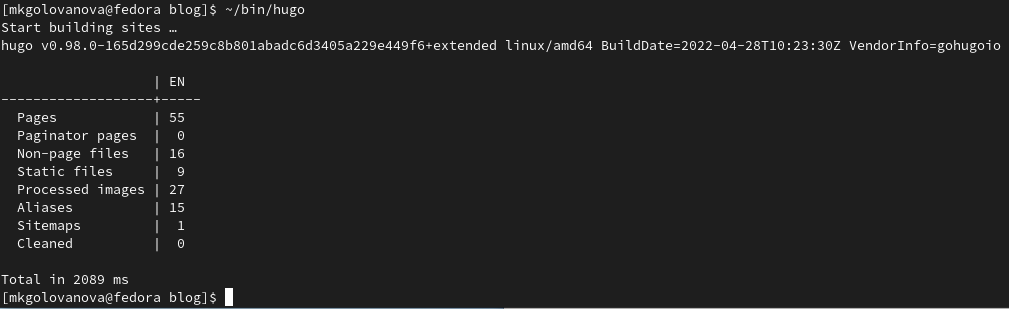 [mkgolovanova@fedora blog]$ ~/bin/hugo
Start building sites …
hugo v0.98.0-165d299cde259c8b801abadc6d3405a229e449f6+extended linux/amd64 BuildDate=2022-04-28T10:23:30Z VendorInfo=gohugoio
                   | EN
-------------------+-----
  Pages            | 55
  Paginator pages  |  0
  Non-page files   | 16
  Static files     |  9
  Processed images | 27
  Aliases          | 15
  Sitemaps         |  1
  Cleaned          |  0
Total in 2089 ms
[mkgolovanova@fedora blog]$